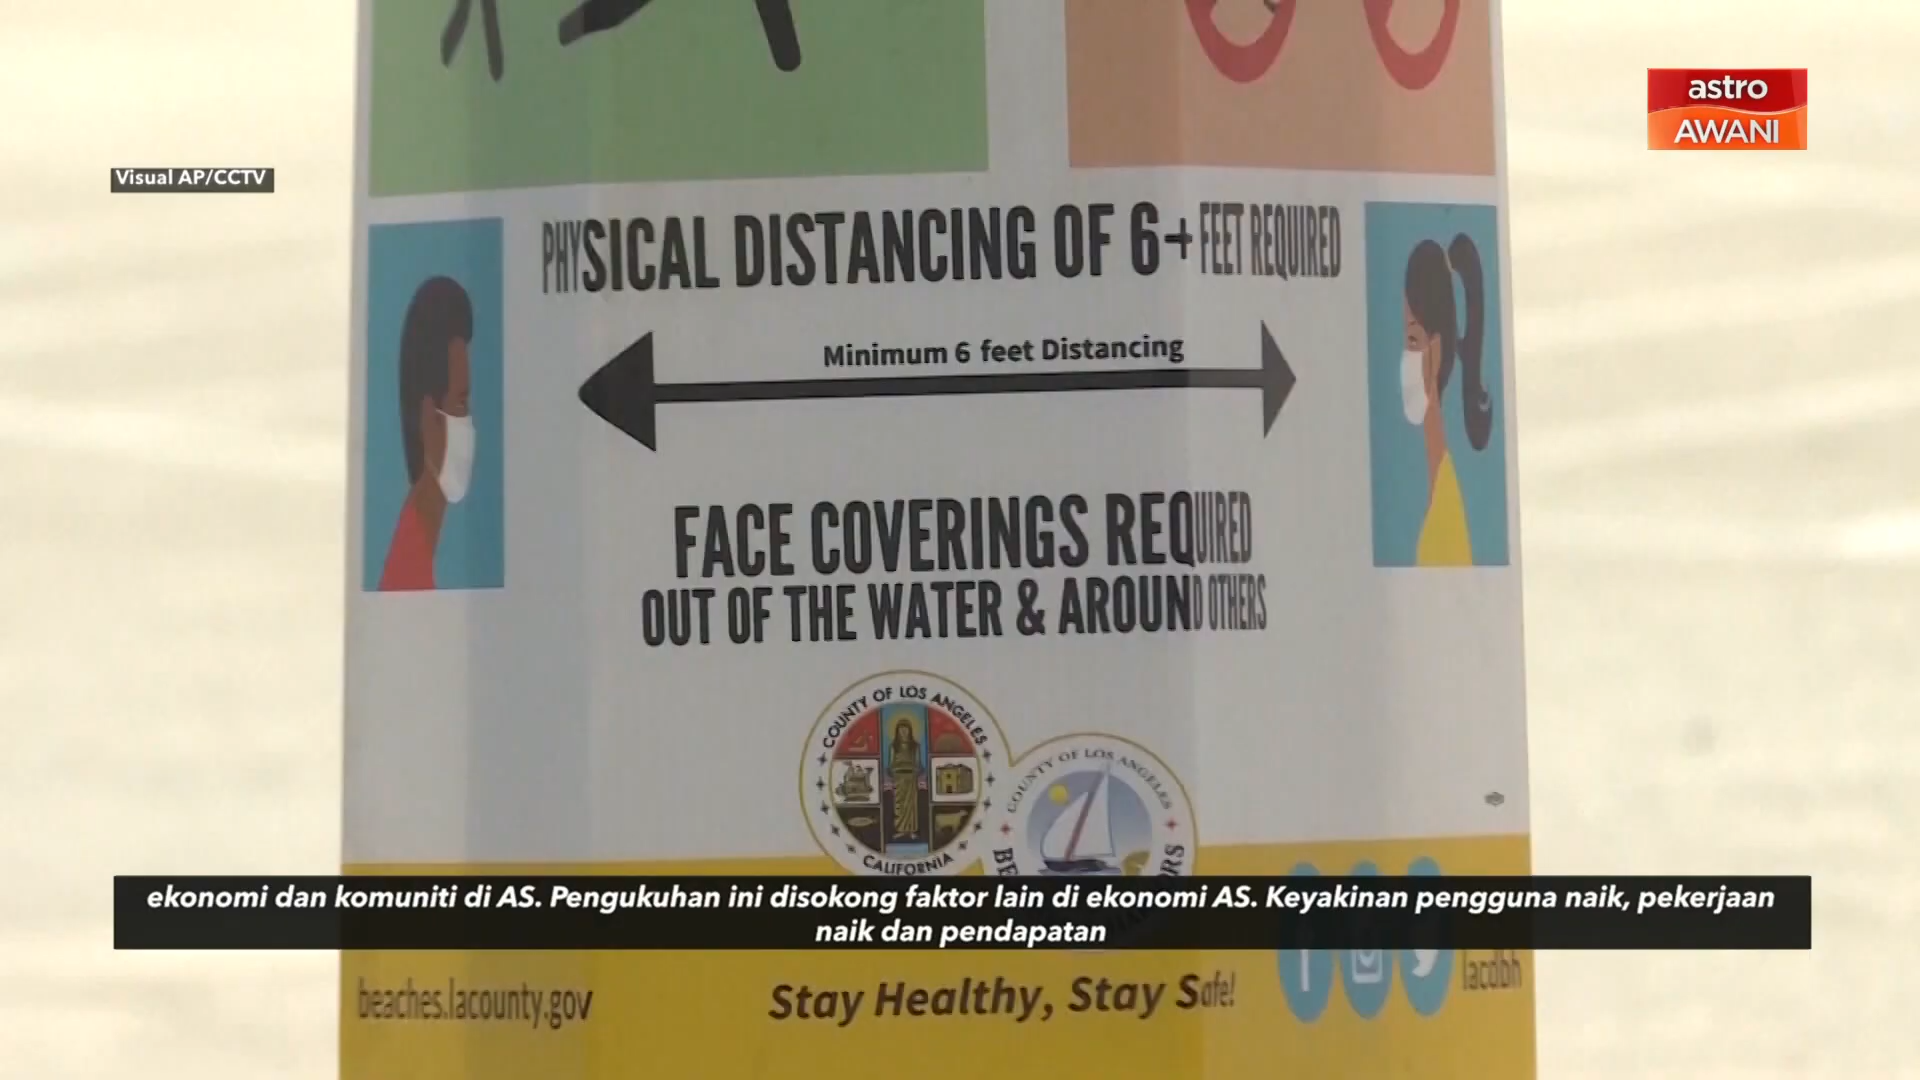 astro
AWANI
Visual AP/CCTV
PHYSICAL DISTANCING OF 6+ FEET REQUIRED
Minimum 6 feet Distancing
FACE COVERINGS REQUIRED
OUT OF THE WATER & AROUND OTHERS
COUNTY OF LOS ANGELES
CALIFORNIA
COUNTY OF LOS ANGELES
ekonomi dan komuniti di AS. Pengukuhan ini disokong faktor lain di ekonomi AS. Keyakinan pengguna naik, pekerjaan
naik dan pendapatan
beaches.lacounty.gov
Stay Healthy, Stay Safe!
lacdbh